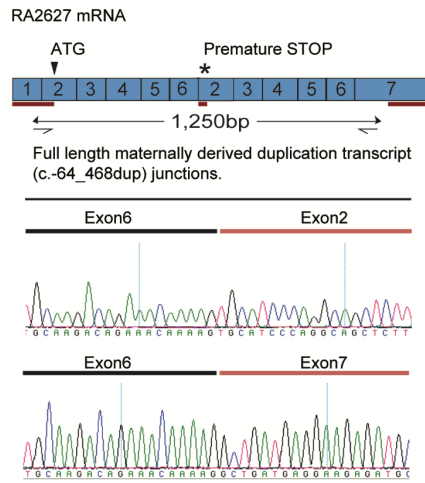 RA2627 mRNA
ATG Premature STOP
*
1 2 3 4 5 6 2 3 4 5 6 7
1,250bp
Full length maternally derived duplication transcript
(c.-64_468dup) junctions.
Exon6 Exon2
TGCAAGACAGAAACAAAAGTGCATCCCAGGCAGCTCTT
Exon6 Exon7
TGCAAGACAGAAACAAAAGGCTGATGAGGAAGAGATGC